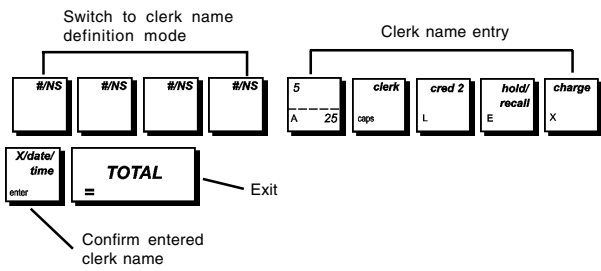 Switch to clerk name
definition mode
Clerk name entry
#/NS #/NS #/NS #/NS
5
A 25
clerk
caps
cred 2
L
hold/
recall
E
charge
X
X/date/
time
enter
TOTAL
=
Exit
Confirm entered
clerk name